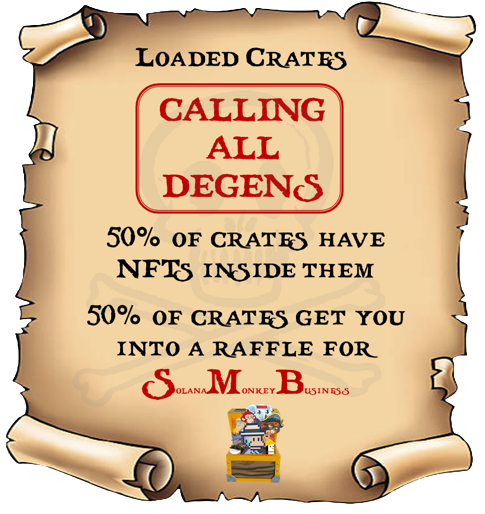 Loaded Crates
CALLING
ALL
DEGENS
50% OF CRATES HAVE
NFTS INSIDE THEM
50% OF CRATES GET YOU
INTO A RAFFLE FOR
SolanaMonkeyBusiness